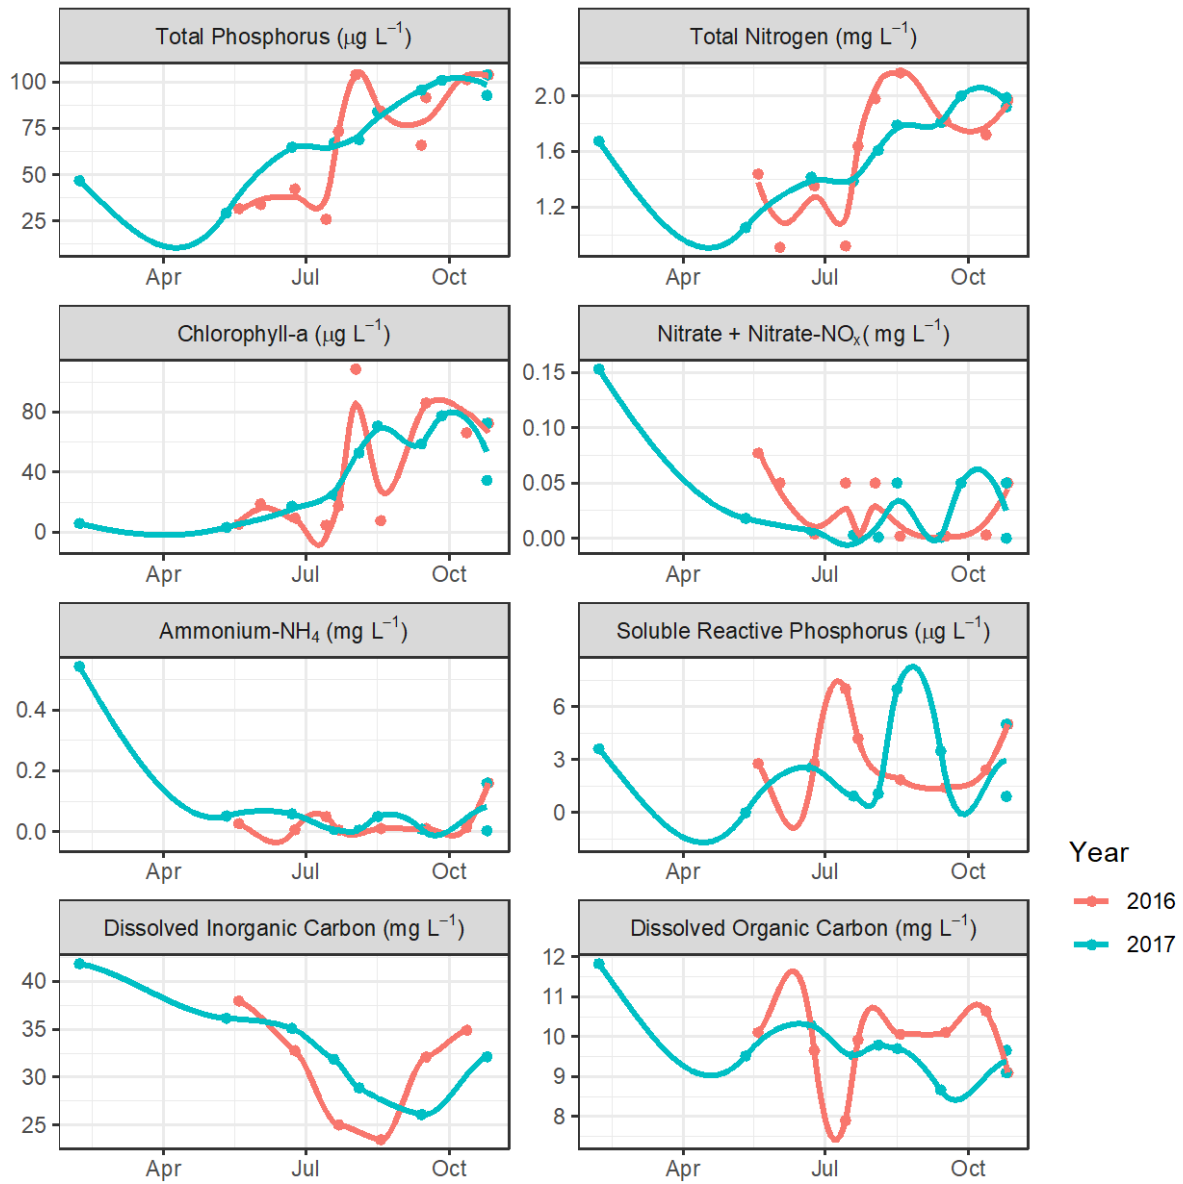 Total Phosphorus (μg L⁻¹)
Total Nitrogen (mg L⁻¹)
100
75
50
25
Apr Jul Oct
2.0
1.6
1.2
Apr Jul Oct
Chlorophyll-a (μg L⁻¹)
Nitrate + Nitrate-NOₓ( mg L⁻¹)
80
40
0
Apr Jul Oct
0.15
0.10
0.05
0.00
Apr Jul Oct
Ammonium-NH₄ (mg L⁻¹)
Soluble Reactive Phosphorus (μg L⁻¹)
0.4
0.2
0.0
Apr Jul Oct
6
3
0
Apr Jul Oct
Dissolved Inorganic Carbon (mg L⁻¹)
Dissolved Organic Carbon (mg L⁻¹)
40
35
30
25
Apr Jul Oct
12
11
10
9
8
Apr Jul Oct
Year
2016
2017